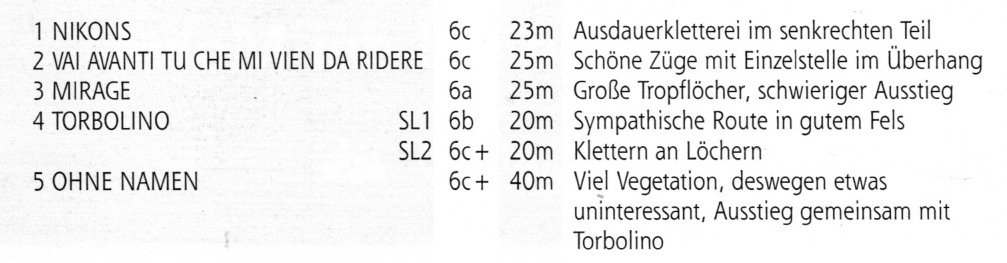 1 NIKONS 6c 23m Ausdauerkletterei im senkrechten Teil
2 VAI AVANTI TU CHE MI VIEN DA RIDERE 6c 25m Schöne Züge mit Einzelstelle im Überhang
3 MIRAGE 6a 25m Große Tropflöcher, schwieriger Ausstieg
4 TORBOLINO SL1 6b 20m Sympathische Route in gutem Fels
SL2 6c+ 20m Klettern an Löchern
5 OHNE NAMEN 6c+ 40m Viel Vegetation, deswegen etwas
uninteressant, Ausstieg gemeinsam mit
Torbolino